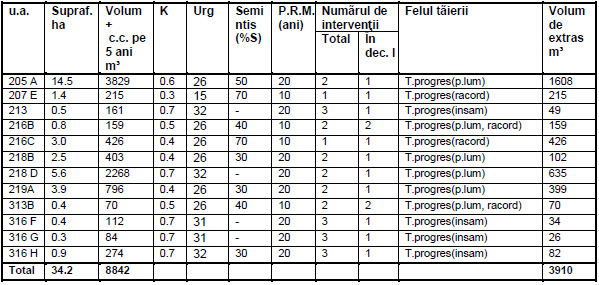 u.a. Supraf. ha Volum + c.c. pe 5 ani m³ K Urg Semi ntis (%S) P.R.M. (ani) Numărul de intervenţii Total În dec. I Felul tăierii Volum de extras m³
205 A 14.5 3829 0.6 26 50 20 2 1 T.progres(p.lum) 1608
207 E 1.4 215 0.3 15 70 10 1 1 T.progres(racord) 215
213 0.5 161 0.7 32 - 20 3 1 T.progres(însam) 49
216B 0.8 159 0.5 26 40 10 2 2 T.progres(p.lum, racord) 159
216C 3.0 426 0.4 26 70 10 1 1 T.progres(racord) 426
218B 2.5 403 0.4 26 30 20 2 1 T.progres(p.lum) 102
218 D 5.6 2268 0.7 32 - 20 2 1 T.progres(p.lum) 635
219A 3.9 796 0.4 26 30 20 2 1 T.progres(p.lum) 399
313B 0.4 70 0.5 26 40 10 2 2 T.progres(p.lum, racord) 70
316 F 0.4 112 0.7 31 - 20 3 1 T.progres(însam) 34
316 G 0.3 84 0.7 31 - 20 3 1 T.progres(însam) 26
316 H 0.9 274 0.7 32 30 20 3 1 T.progres(însam) 82
Total 34.2 8842 3910